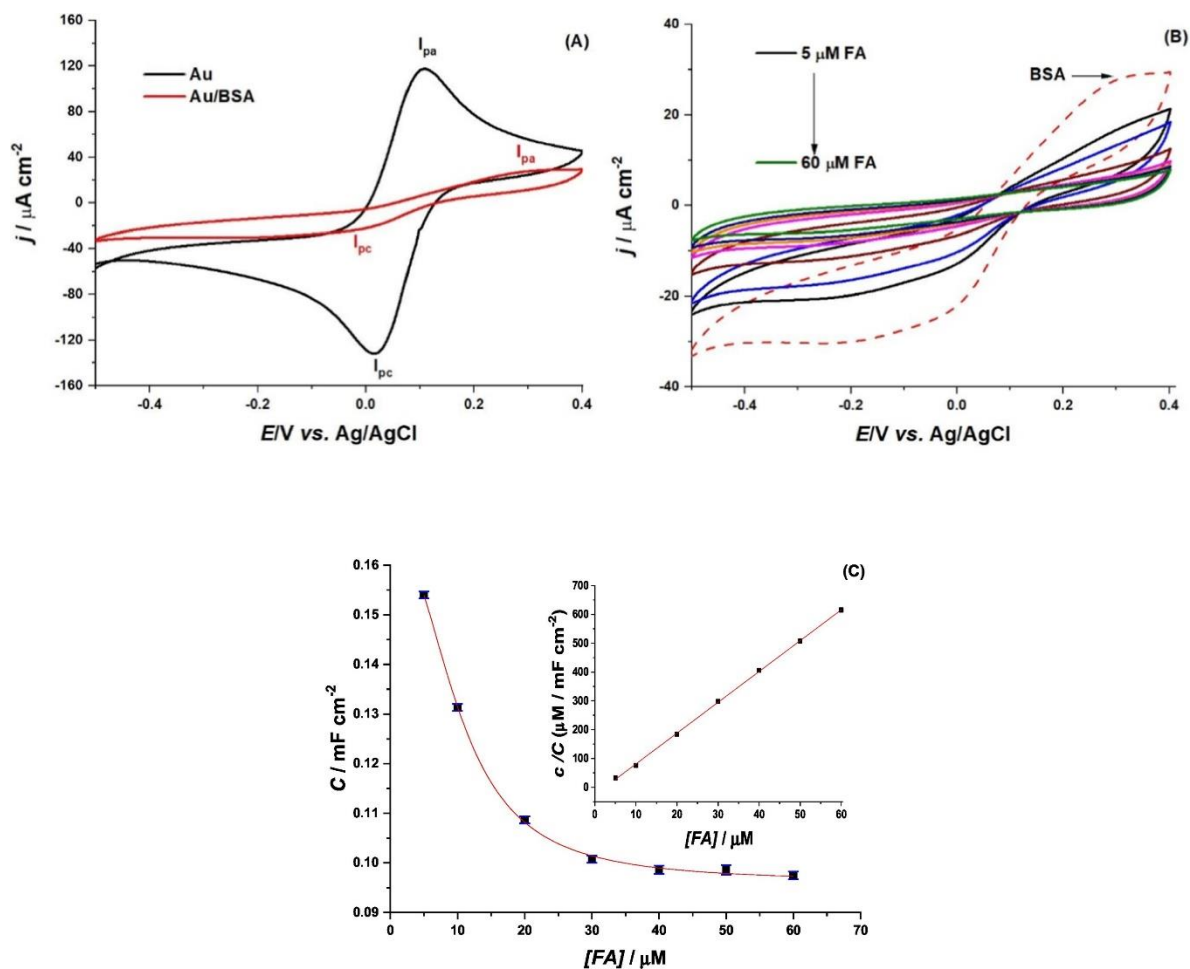 160
120
80
40
0
-40
-80
-120
-160
j / μA cm-2
(A)
Ipa
Au
Au/BSA
Ipa
Ipc
Ipc
-0.4
-0.2
0.0
0.2
0.4
E/V vs. Ag/AgCl
40
20
0
-20
-40
j / μA cm-2
(B)
5 μM FA
BSA
60 μM FA
-0.4
-0.2
0.0
0.2
0.4
E/V vs. Ag/AgCl
0.16
0.15
0.14
0.13
0.12
0.11
0.10
0.09
C / mF cm-2
(C)
700
600
500
400
300
200
100
0
c /C (μM / mF cm-2)
0
10
20
30
40
50
60
[FA] / μM
0
10
20
30
40
50
60
70
[FA] / μM